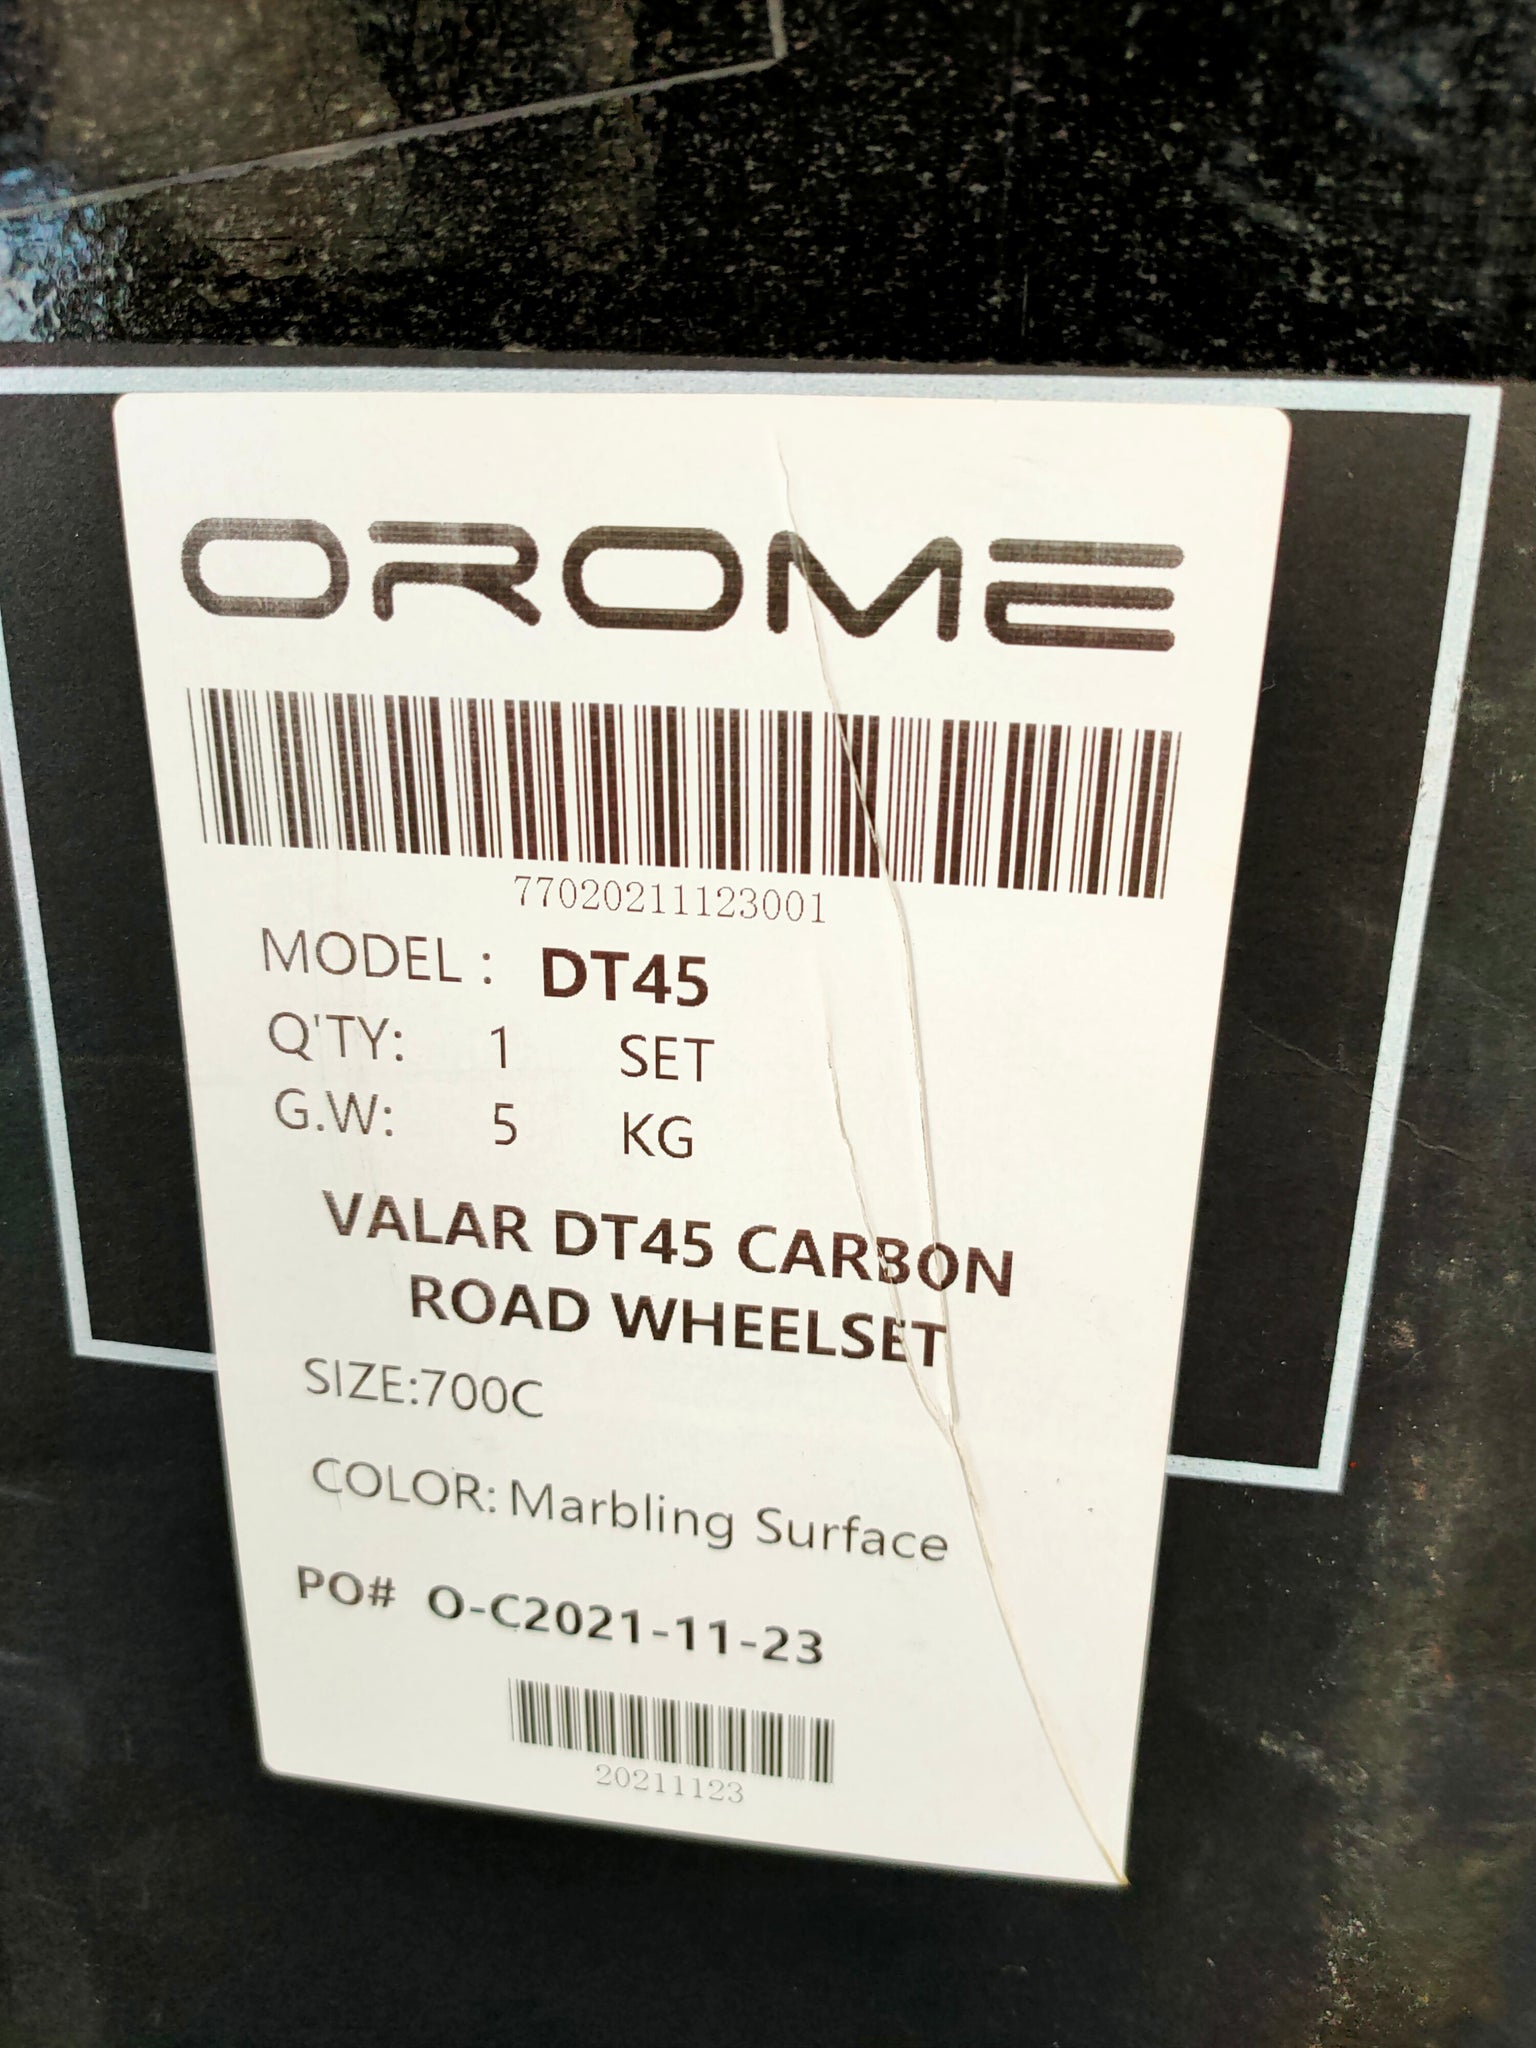 OROME
77020211123001
MODEL : DT45
Q'TY: 1 SET
G.W: 5 KG
VALAR DT45 CARBON
ROAD WHEELSET
SIZE:700C
COLOR: Marbling Surface
PO# O-C2021-11-23
20211123